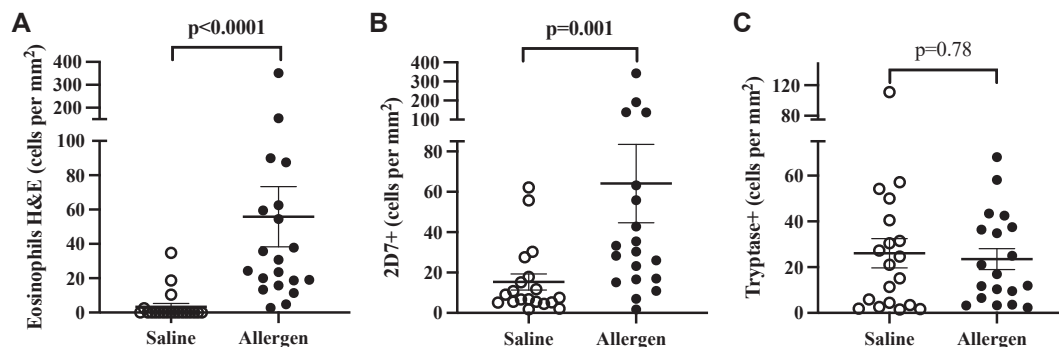 A
p<0.0001
Eosinophils H&E (cells per mm²)
400
300
200
100
80
60
40
20
0
Saline
Allergen
B
p=0.001
2D7+ (cells per mm²)
400
300
200
100
80
60
40
20
0
Saline
Allergen
C
p=0.78
Tryptase+ (cells per mm²)
120
80
60
40
20
0
Saline
Allergen